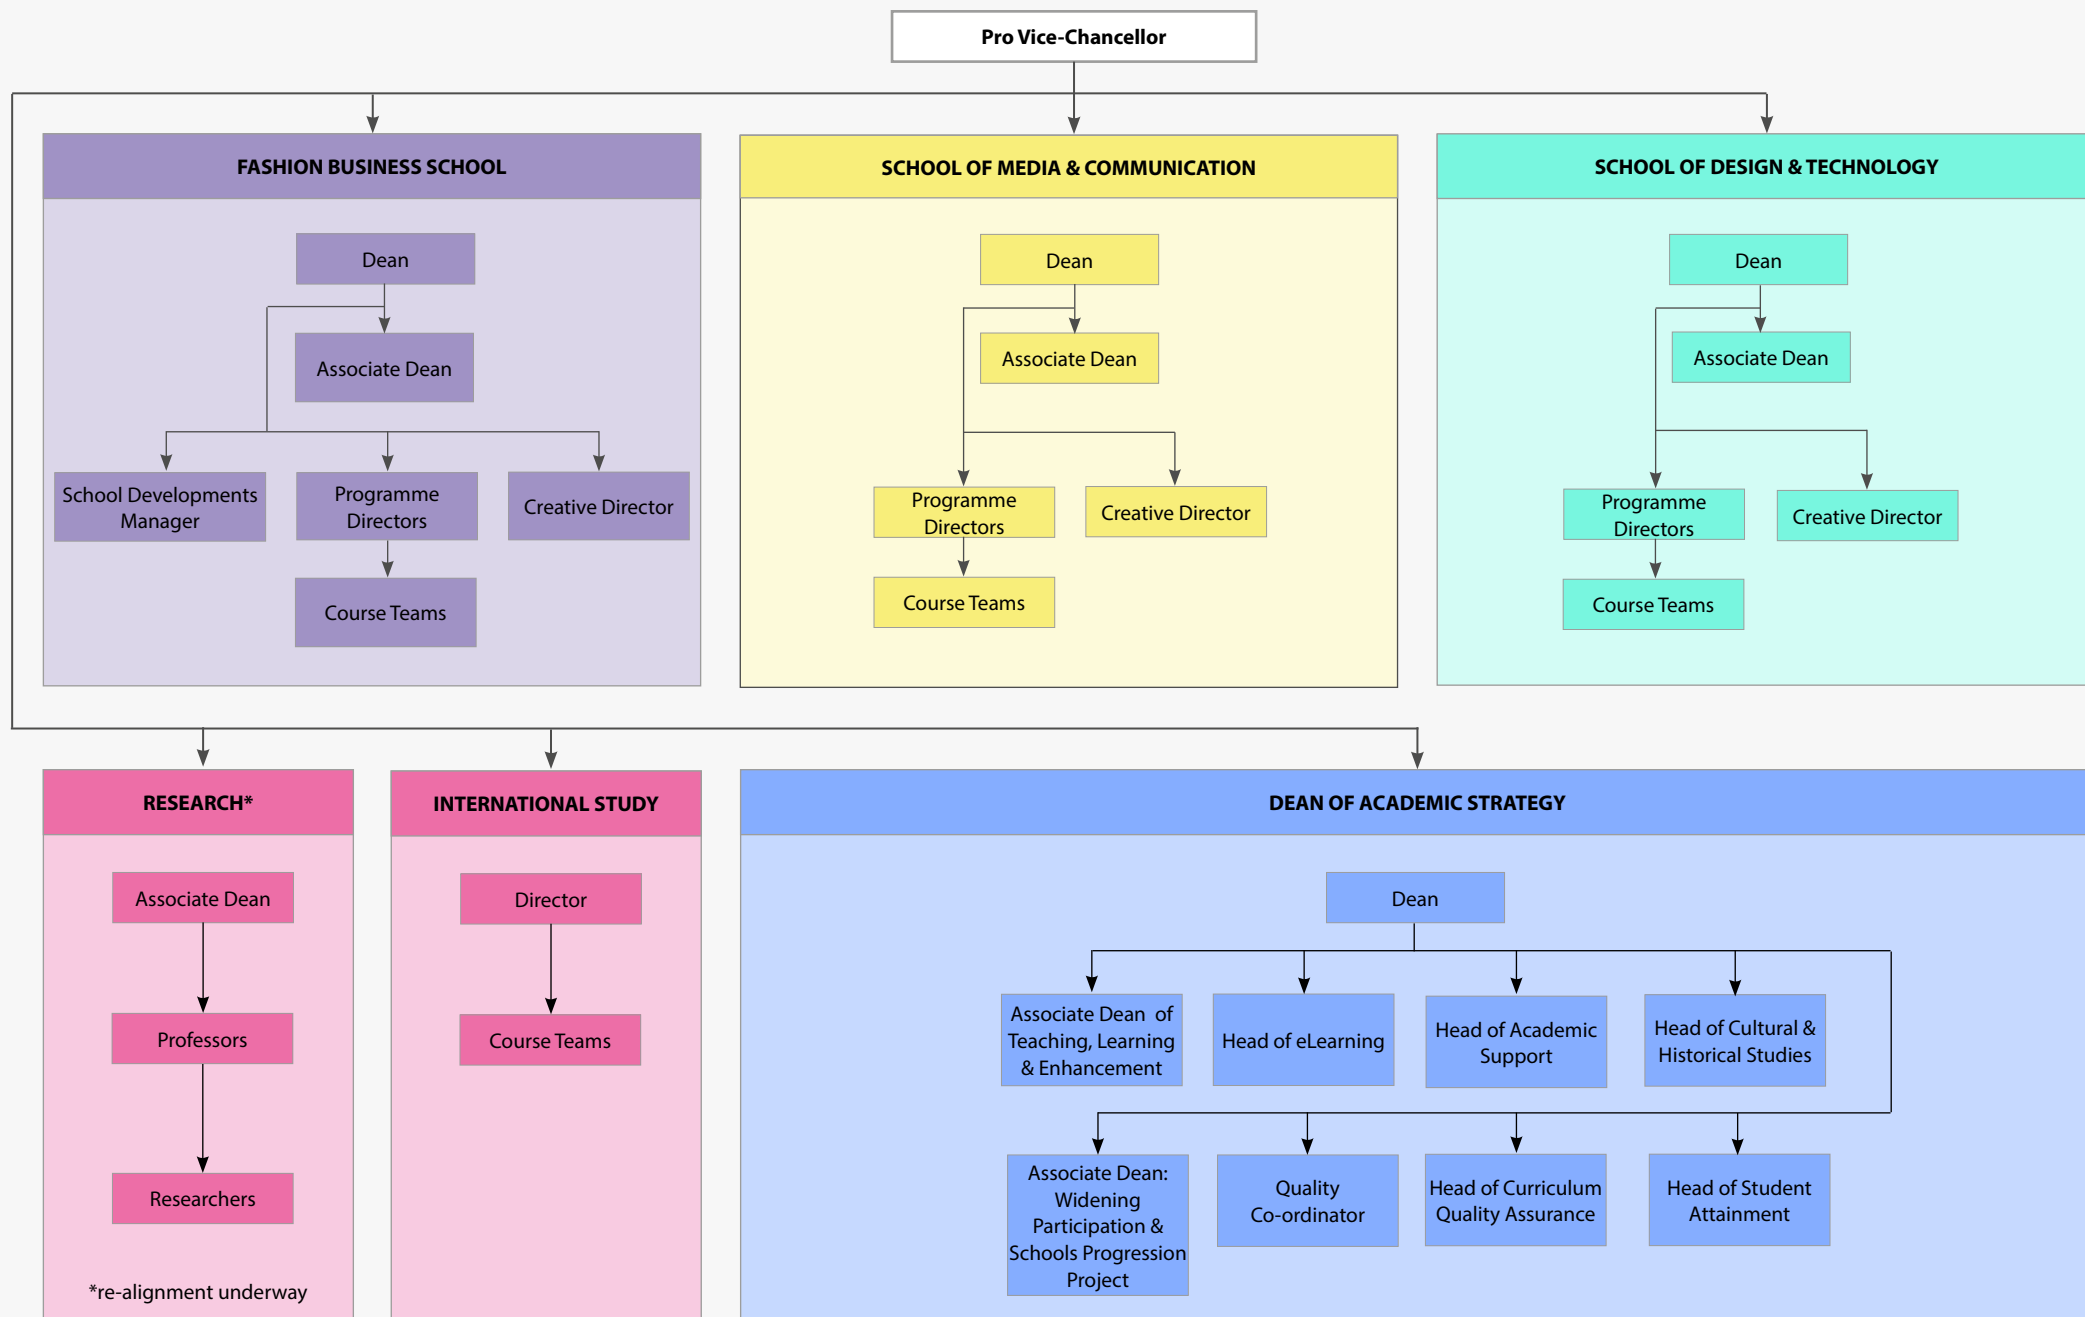 Pro Vice-Chancellor
FASHION BUSINESS SCHOOL
Dean
Associate Dean
School Developments
Manager
Programme
Directors
Creative Director
Course Teams
SCHOOL OF MEDIA & COMMUNICATION
Dean
Associate Dean
Programme
Directors
Creative Director
Course Teams
SCHOOL OF DESIGN & TECHNOLOGY
Dean
Associate Dean
Programme
Directors
Creative Director
Course Teams
RESEARCH*
Associate Dean
Professors
Researchers
*re-alignment underway
INTERNATIONAL STUDY
Director
Course Teams
DEAN OF ACADEMIC STRATEGY
Dean
Associate Dean of
Teaching, Learning
& Enhancement
Head of eLearning
Head of Academic
Support
Head of Cultural &
Historical Studies
Associate Dean:
Widening
Participation &
Schools Progression
Project
Quality
Co-ordinator
Head of Curriculum
Quality Assurance
Head of Student
Attainment